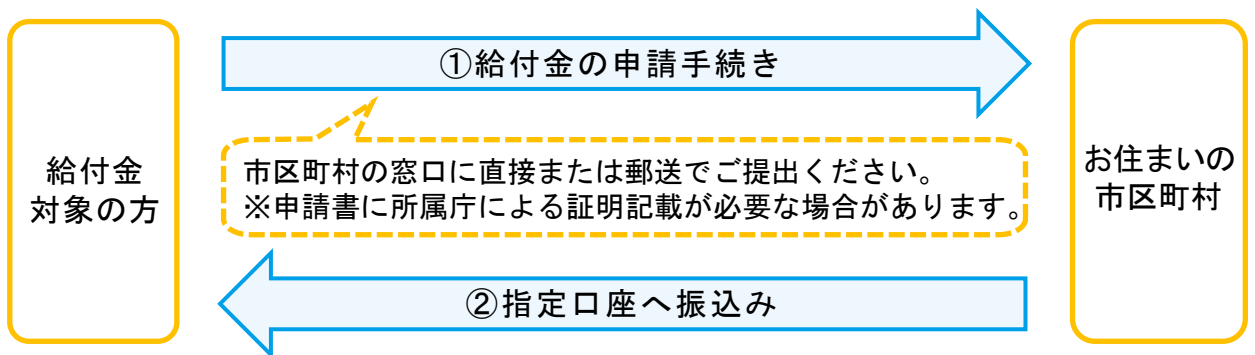 ①給付金の申請手続き
給付金
対象の方
市区町村の窓口に直接または郵送でご提出ください。
※申請書に所属庁による証明記載が必要な場合があります。
お住まいの
市区町村
②指定口座へ振込み